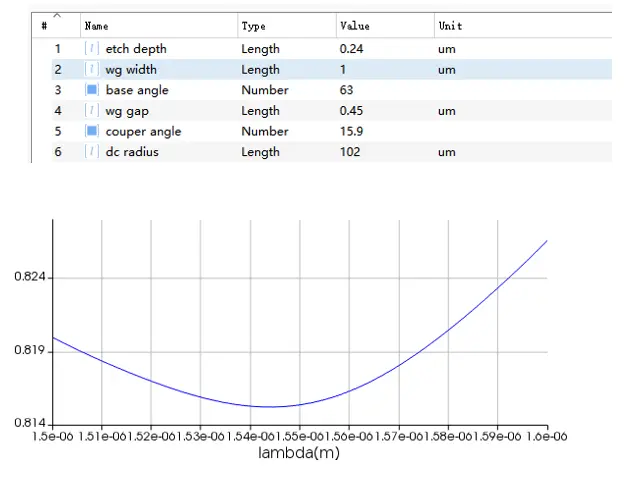 # Name Type Value Unit
1 etch depth Length 0.24 um
2 wg width Length 1 um
3 base angle Number 63
4 wg gap Length 0.45 um
5 couper angle Number 15.9
6 dc radius Length 102 um
0.824
0.819
0.814
1.5e-06 1.51e-06 1.52e-06 1.53e-06 1.54e-06 1.55e-06 1.56e-06 1.57e-06 1.58e-06 1.59e-06 1.6e-06
lambda(m)